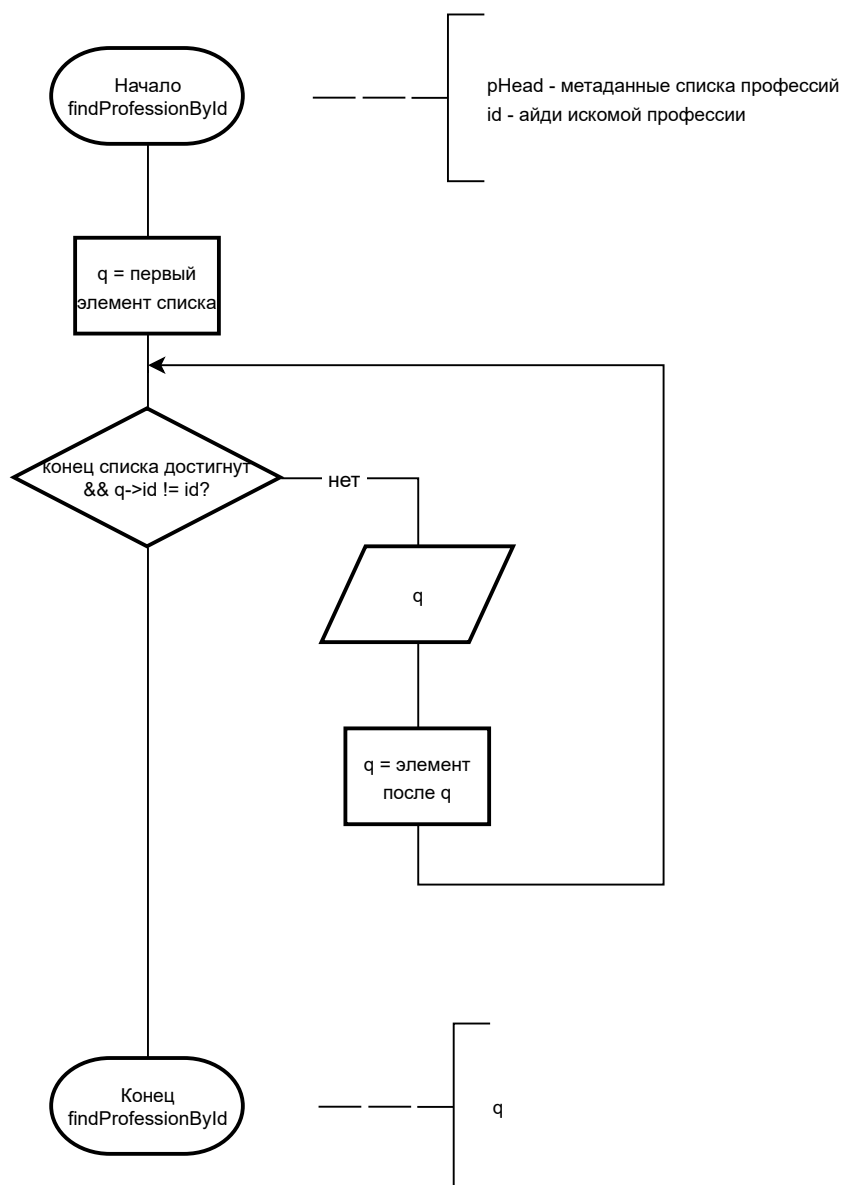 Начало
findProfessionById
pHead - метаданные списка профессий
id - айди искомой профессии
q = первый
элемент списка
конец списка достигнут
&& q->id != id?
нет
q
q = элемент
после q
Конец
findProfessionById
q